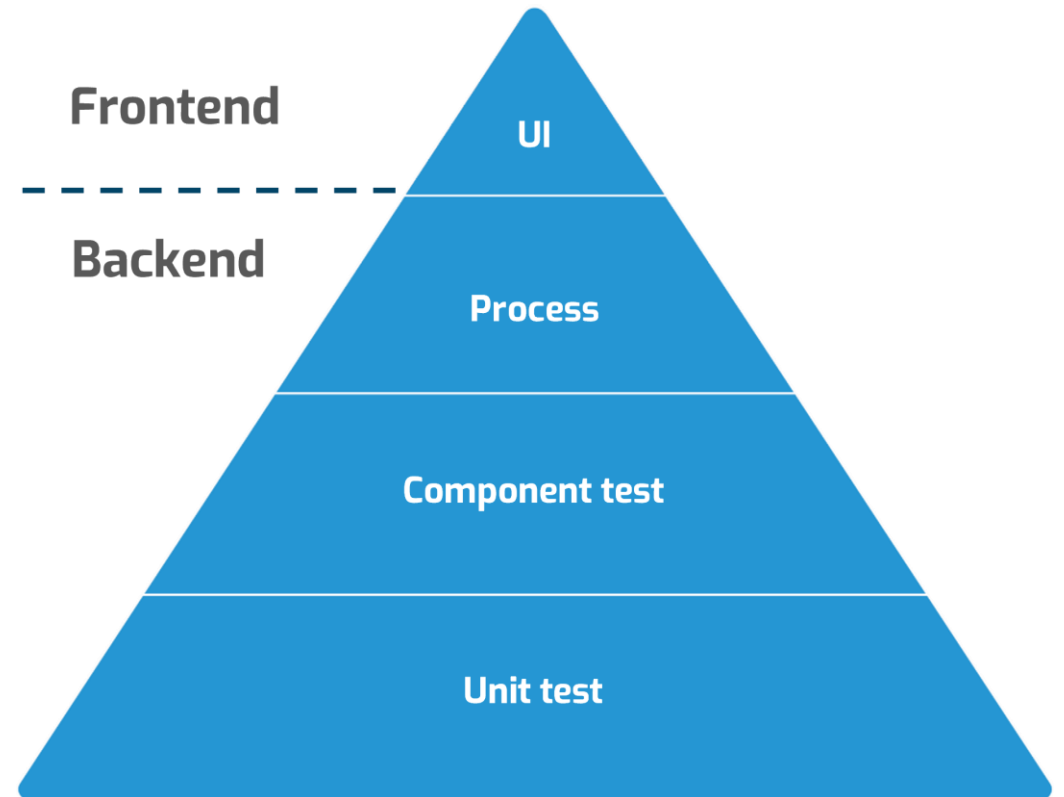 Frontend
UI
Backend
Process
Component test
Unit test